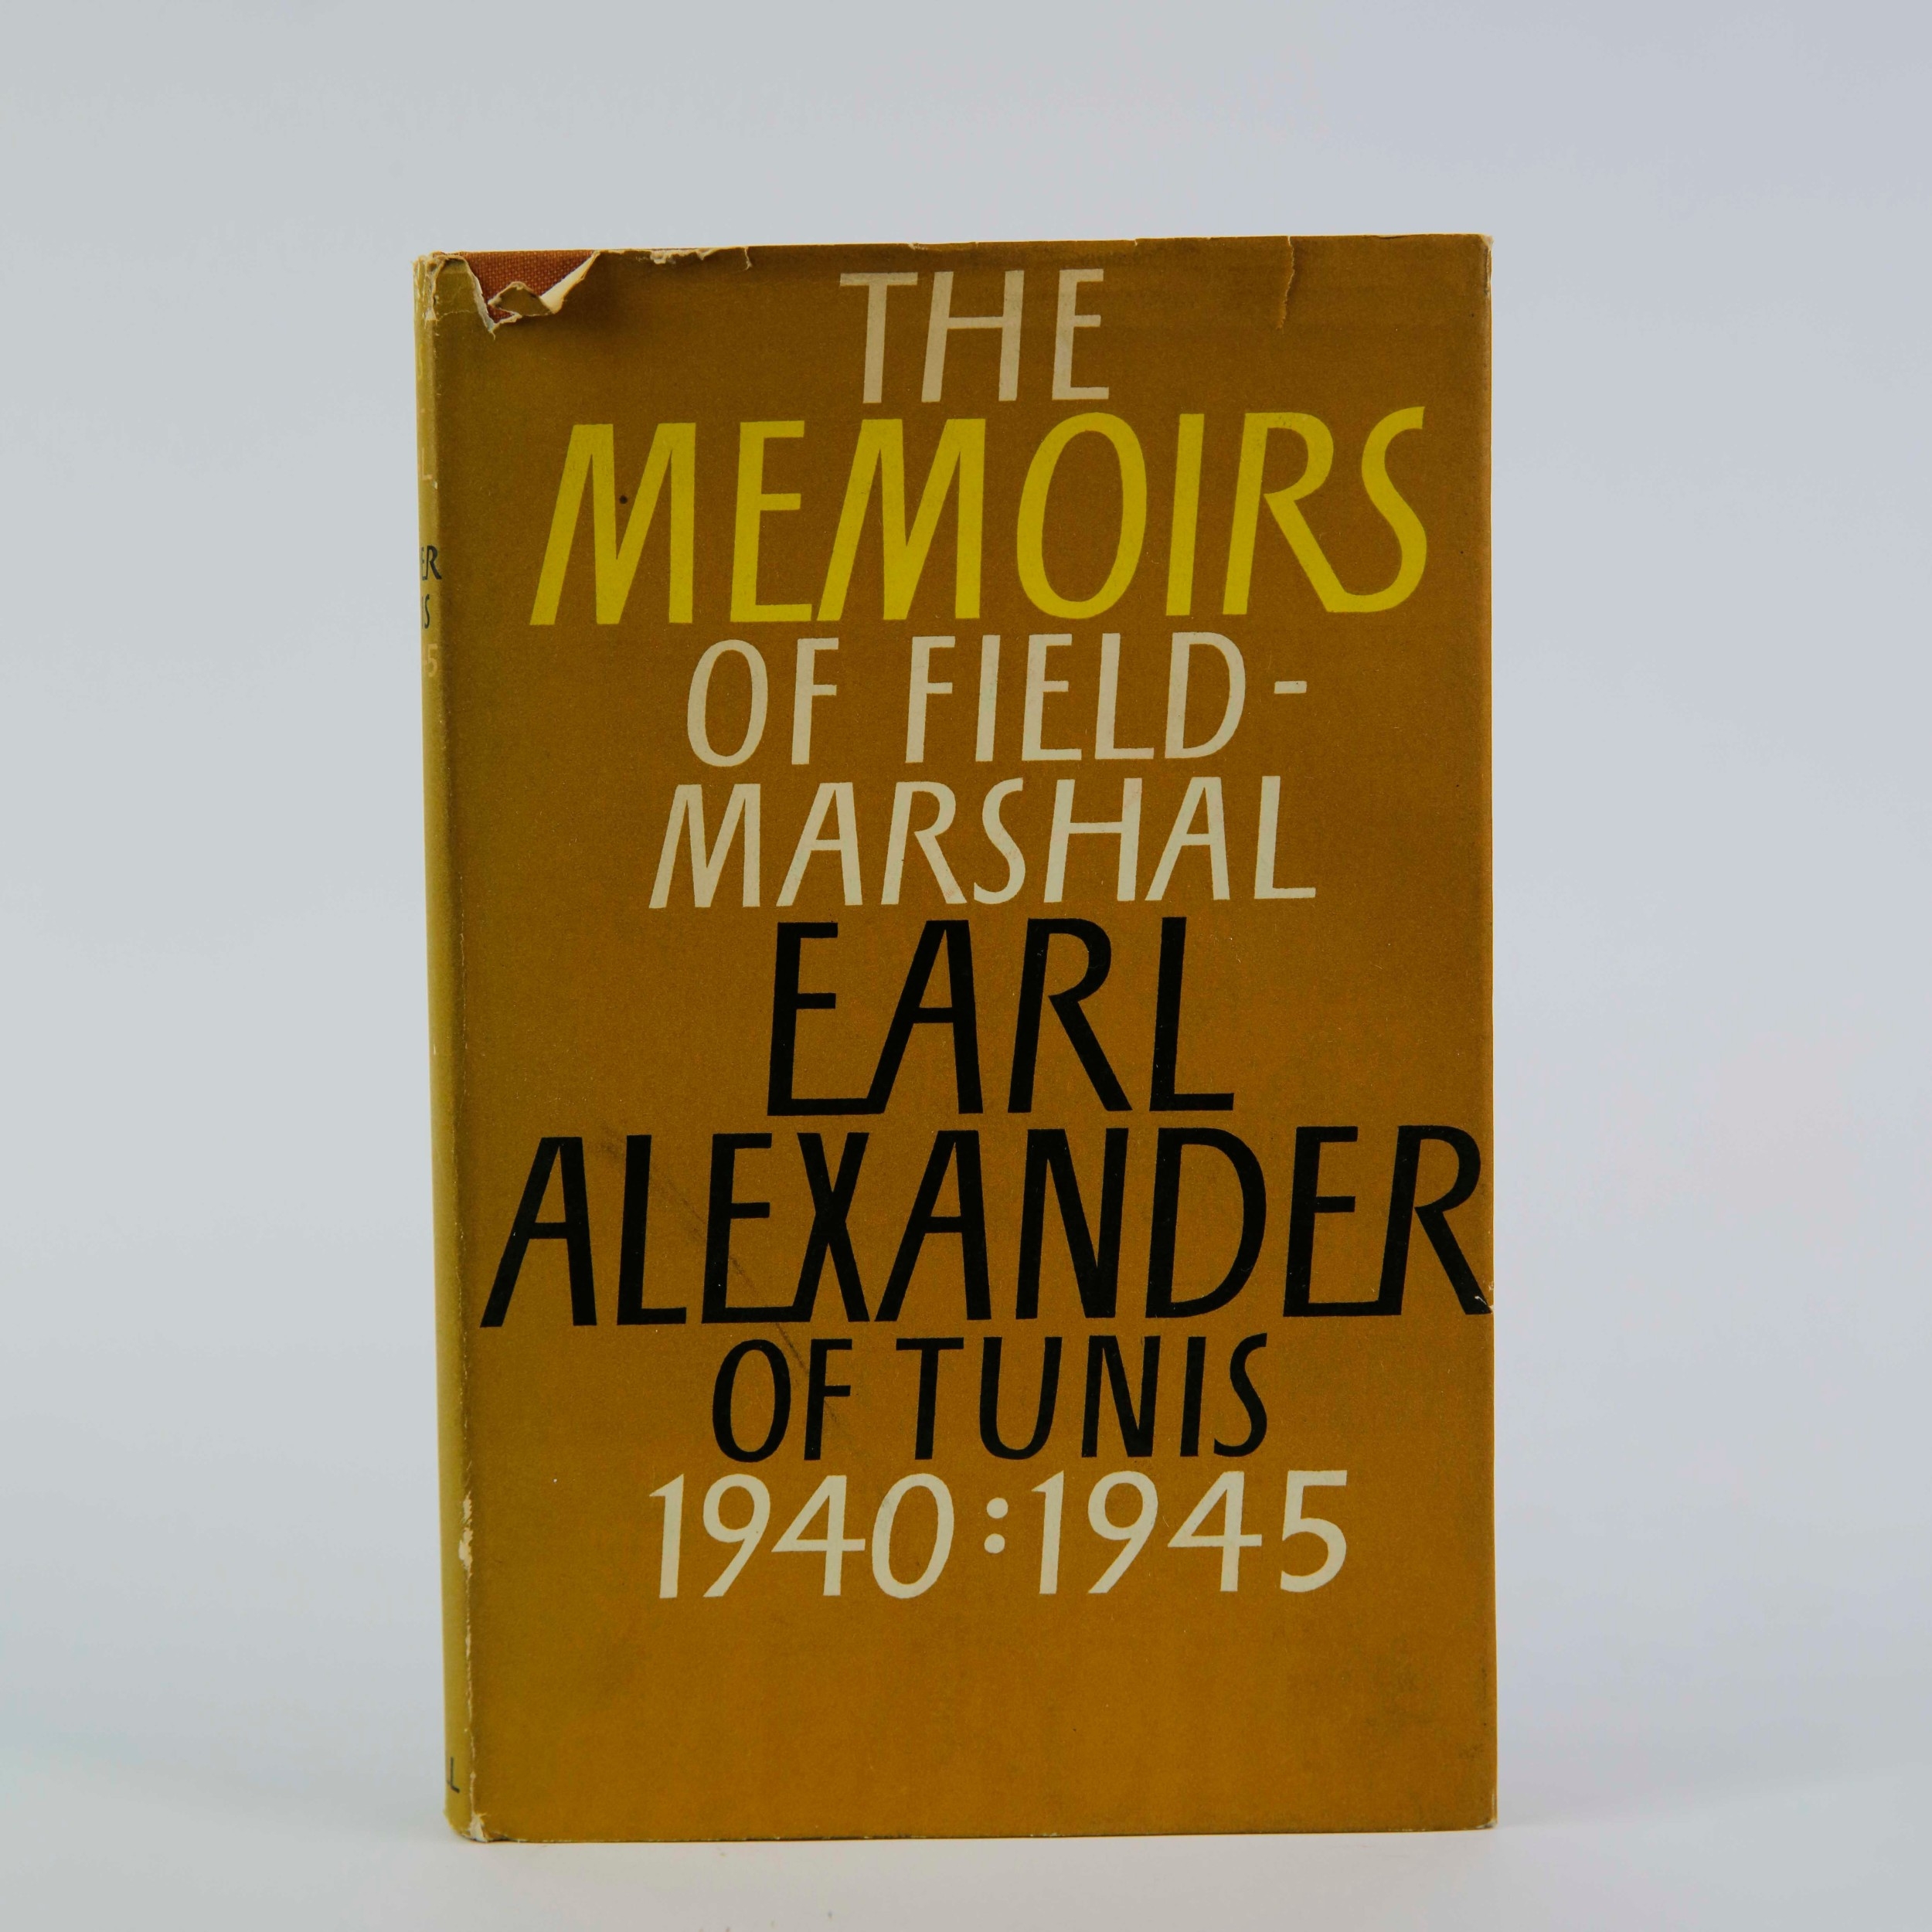 THE
MEMOIRS
OF FIELD-
MARSHAL
EARL
ALEXANDER
OF TUNIS
1940:1945